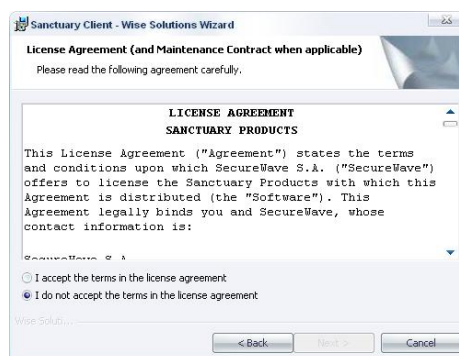 Sanctuary Client - Wise Solutions Wizard
License Agreement (and Maintenance Contract when applicable)
Please read the following agreement carefully.
LICENSE AGREEMENT
SANCTUARY PRODUCTS
This License Agreement ("Agreement") states the terms
and conditions upon which SecureWave S.A. ("SecureWave")
offers to license the Sanctuary Products with which this
Agreement is distributed (the "Software"). This
Agreement legally binds you and SecureWave, whose
contact information is:
SecureWave S.A.
I accept the terms in the license agreement
I do not accept the terms in the license agreement
Wise Soluti...
< Back
Next >
Cancel